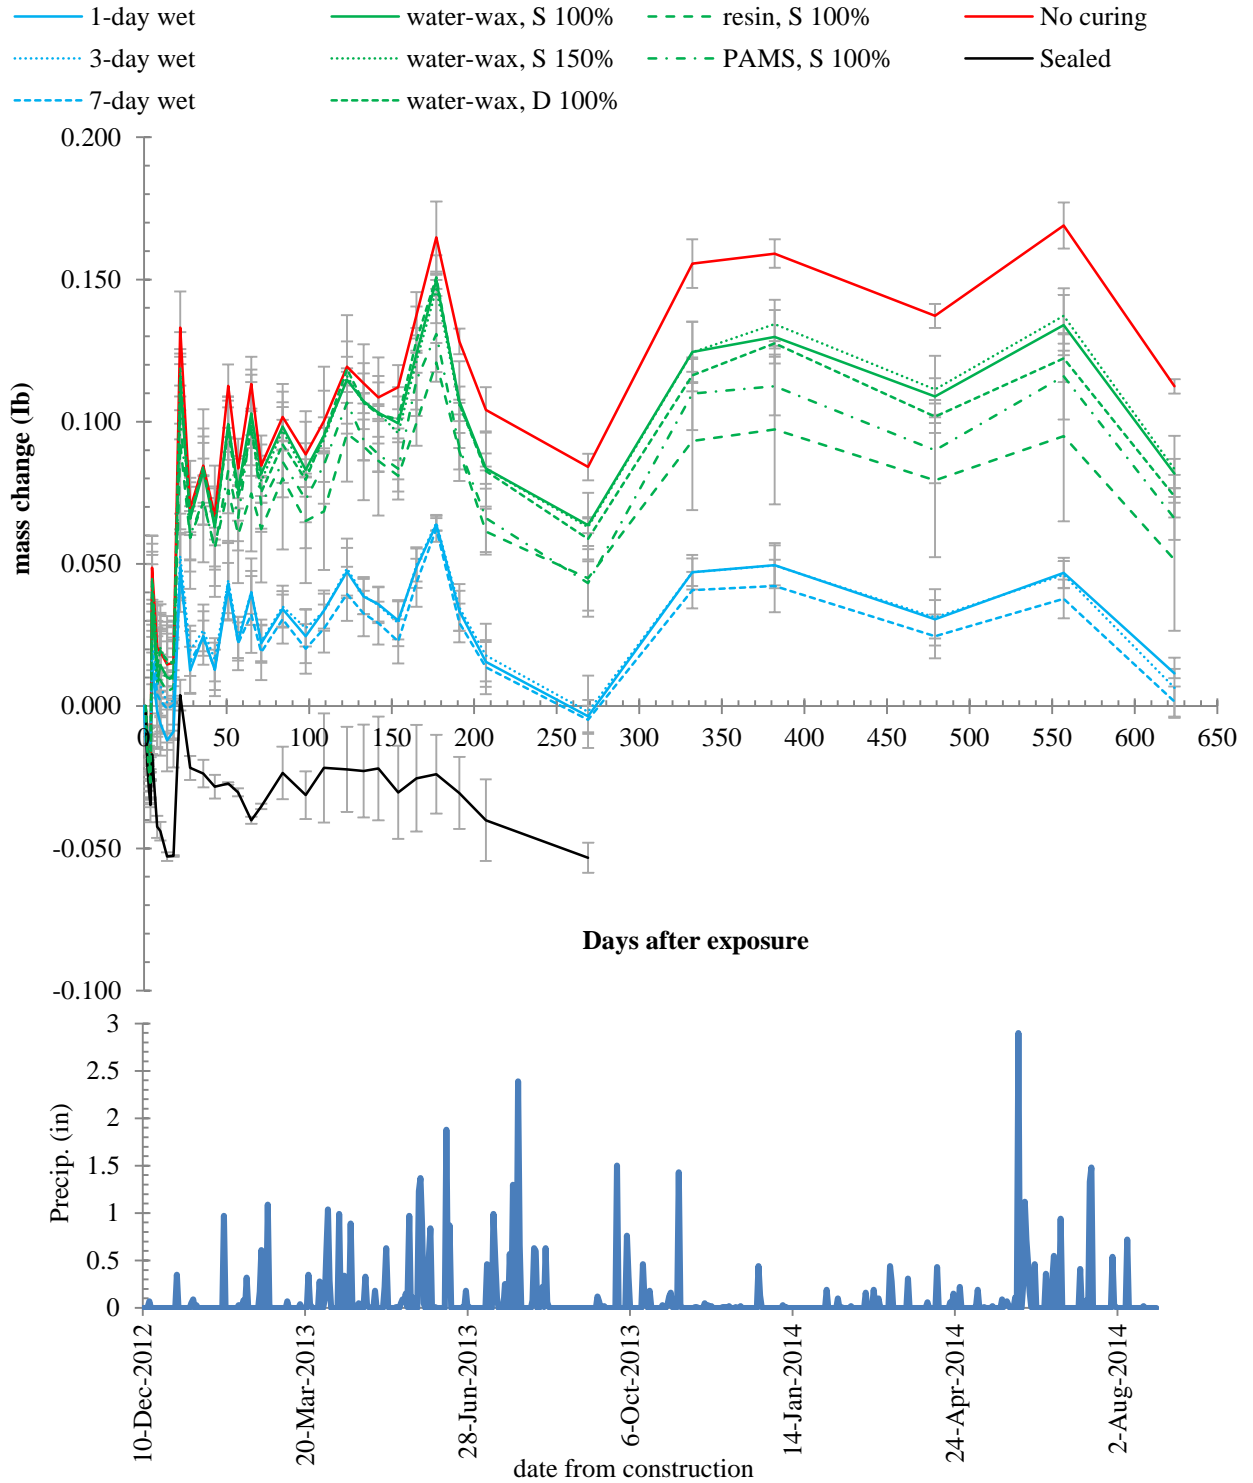 1-day wet water-wax, S 100% resin, S 100% No curing
3-day wet water-wax, S 150% PAMS, S 100% Sealed
7-day wet water-wax, D 100%
0.200
0.150
0.100
0.050
0.000
-0.050
-0.100
mass change (Ib)
0 50 100 150 200 250 300 350 400 450 500 550 600 650
Days after exposure
3
2.5
2
1.5
1
0.5
0
Precip. (in)
10-Dec-2012
20-Mar-2013
28-Jun-2013
6-Oct-2013
14-Jan-2014
24-Apr-2014
2-Aug-2014
date from construction